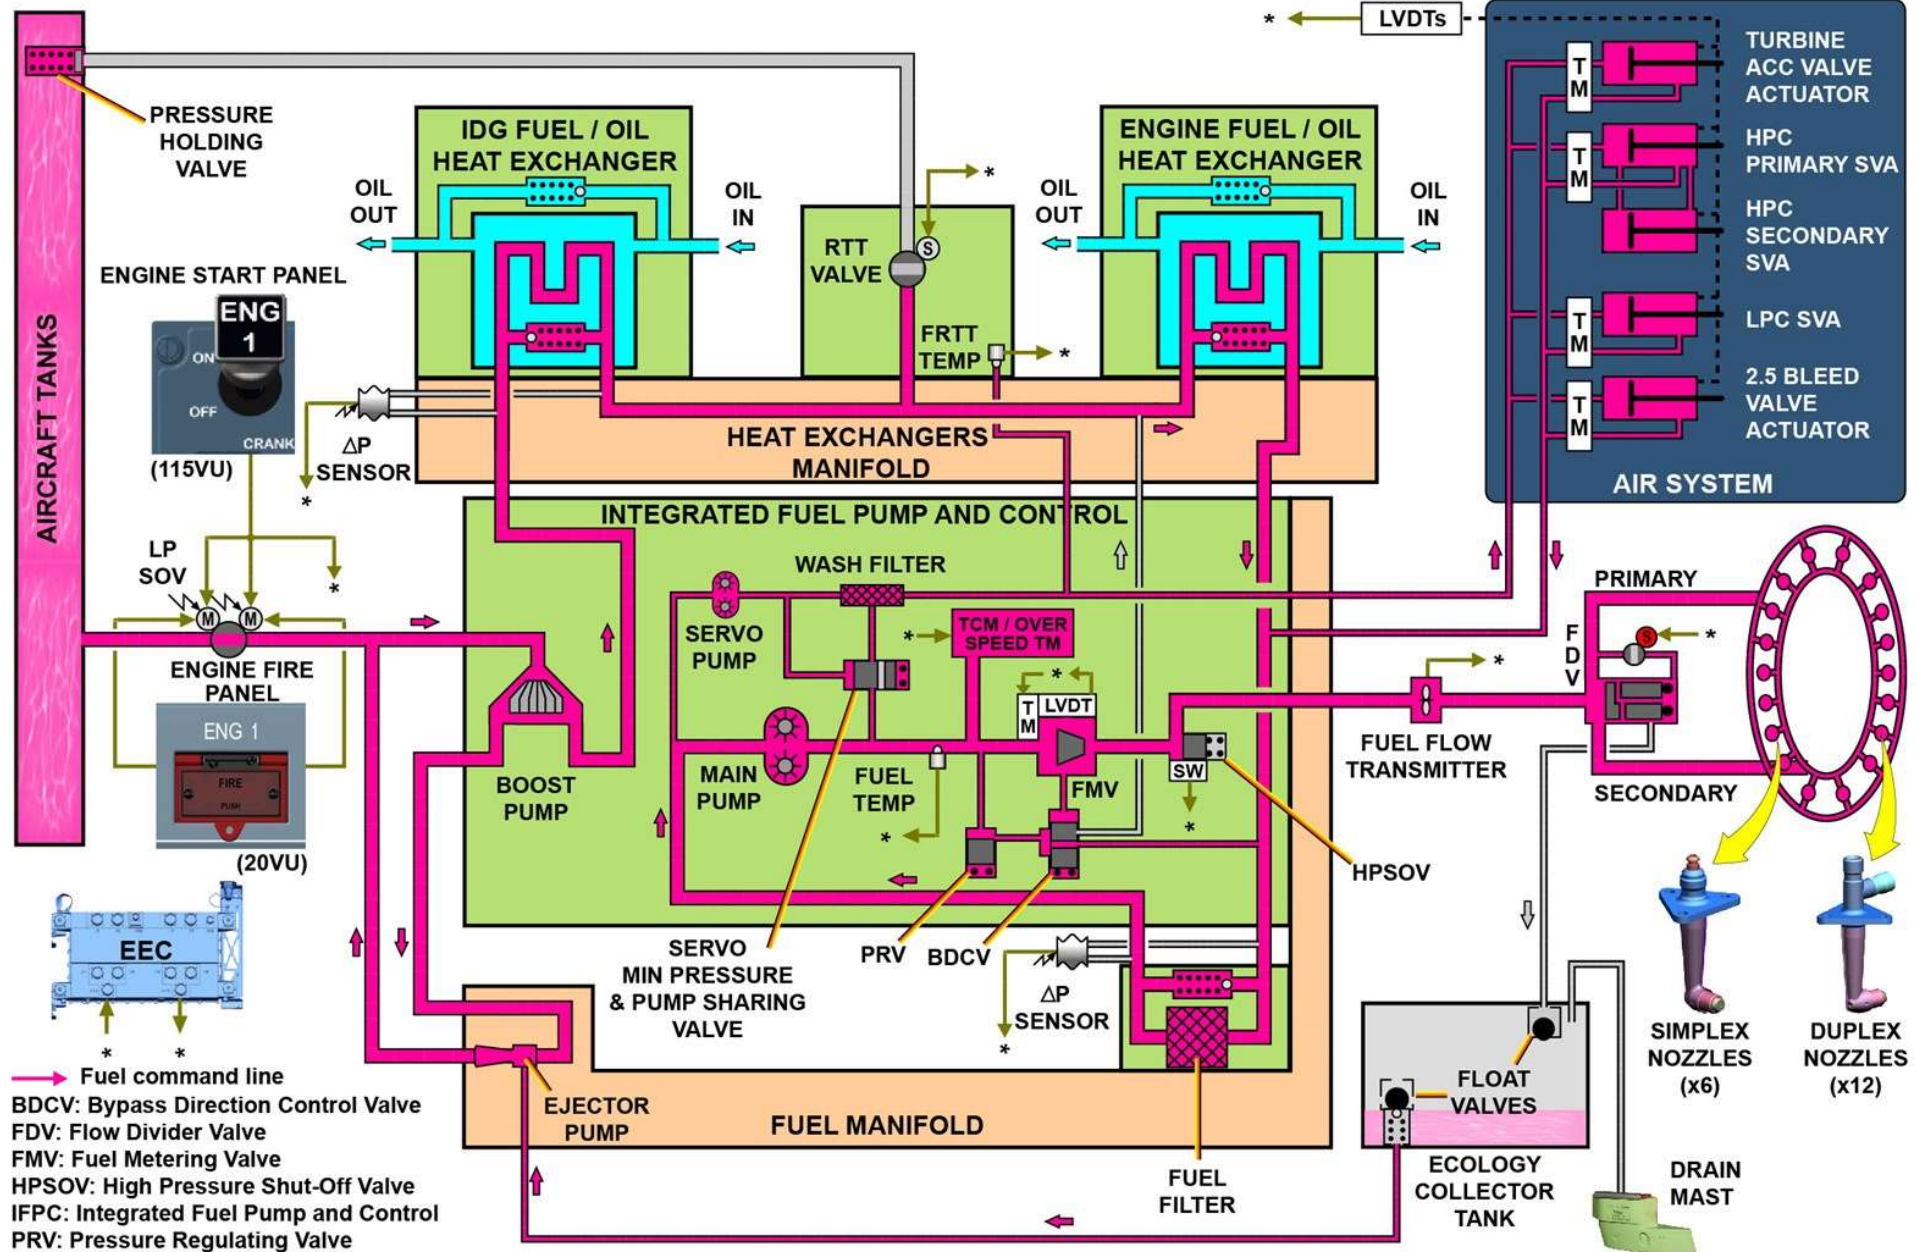 LVDTs
*
TURBINE
ACC VALVE
ACTUATOR
TM
HPC
PRIMARY SVA
TM
HPC
SECONDARY
SVA
LPC SVA
TM
2.5 BLEED
VALVE
ACTUATOR
TM
AIR SYSTEM
PRESSURE
HOLDING
VALVE
AIRCRAFT TANKS
IDG FUEL / OIL
HEAT EXCHANGER
OIL
OUT
OIL
IN
ENGINE FUEL / OIL
HEAT EXCHANGER
OIL
OUT
OIL
IN
*
S
RTT
VALVE
FRTT
TEMP
*
ENGINE START PANEL
ENG
1
ON
OFF
CRANK
(115VU)
ΔP
SENSOR
*
HEAT EXCHANGERS
MANIFOLD
LP
SOV
*
M
M
ENGINE FIRE
PANEL
ENG 1
FIRE
PUSH
(20VU)
INTEGRATED FUEL PUMP AND CONTROL
WASH FILTER
SERVO
PUMP
*
TCM / OVER
SPEED TM
*
TM
LVDT
MAIN
PUMP
FUEL
TEMP
*
FMV
SW
*
BOOST
PUMP
HPSOV
SERVO
MIN PRESSURE
& PUMP SHARING
VALVE
PRV
BDCV
ΔP
SENSOR
*
PRIMARY
FDV
S
*
*
FUEL FLOW
TRANSMITTER
SECONDARY
SIMPLEX
NOZZLES
(x6)
DUPLEX
NOZZLES
(x12)
FLOAT
VALVES
ECOLOGY
COLLECTOR
TANK
DRAIN
MAST
EJECTOR
PUMP
FUEL MANIFOLD
FUEL
FILTER
EEC
*
*
Fuel command line
BDCV: Bypass Direction Control Valve
FDV: Flow Divider Valve
FMV: Fuel Metering Valve
HPSOV: High Pressure Shut-Off Valve
IFPC: Integrated Fuel Pump and Control
PRV: Pressure Regulating Valve